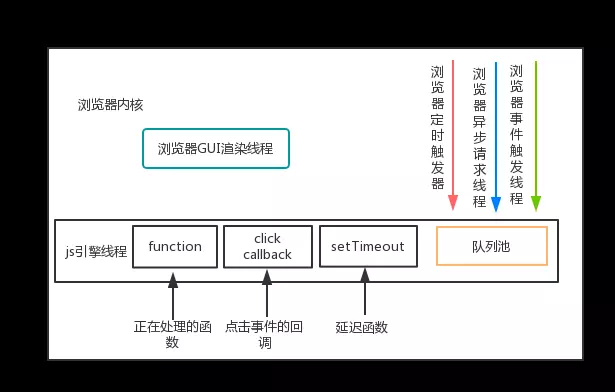 浏览器内核
浏览器GUI渲染线程
浏览器定时触发器
浏览器异步请求线程
浏览器事件触发线程
js引擎线程
function
click
callback
setTimeout
队列池
正在处理的函
数
点击事件的回
调
延迟函数